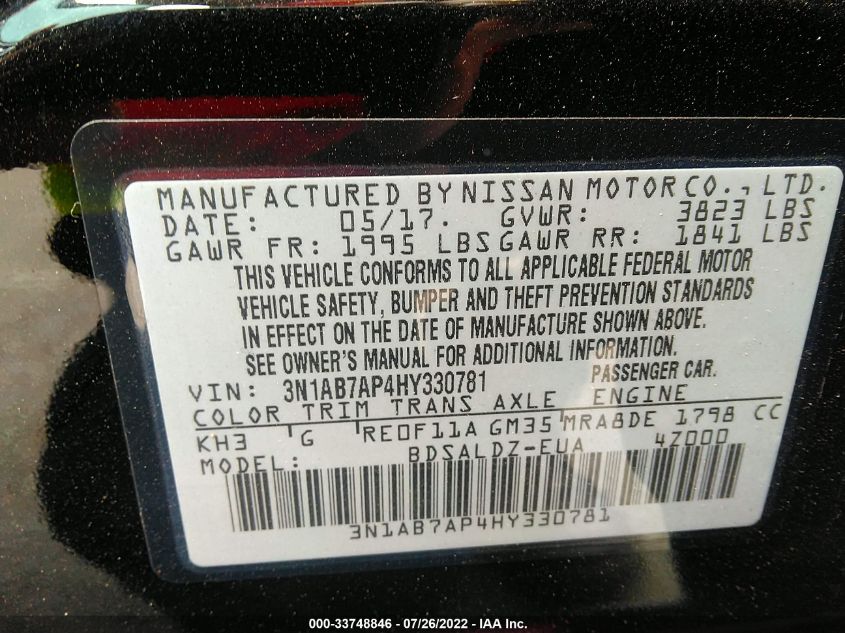 MANUFACTURED BY NISSAN MOTOR CO., LTD.
DATE: 05/17. GVWR: 3823 LBS
GAWR FR: 1995 LBS GAWR RR: 1841 LBS
THIS VEHICLE CONFORMS TO ALL APPLICABLE FEDERAL MOTOR
VEHICLE SAFETY, BUMPER AND THEFT PREVENTION STANDARDS
IN EFFECT ON THE DATE OF MANUFACTURE SHOWN ABOVE.
SEE OWNER'S MANUAL FOR ADDITIONAL INFORMATION.
VIN: 3N1AB7AP4HY330781 PASSENGER CAR.
COLOR TRIM TRANS AXLE ENGINE
KH3 G RE0F11A GM35 MRA8DE 1798 CC
MODEL: BDSALDZ-EUA 47000
3N1AB7AP4HY330781
000-33748846 - 07/26/2022 - IAA Inc.